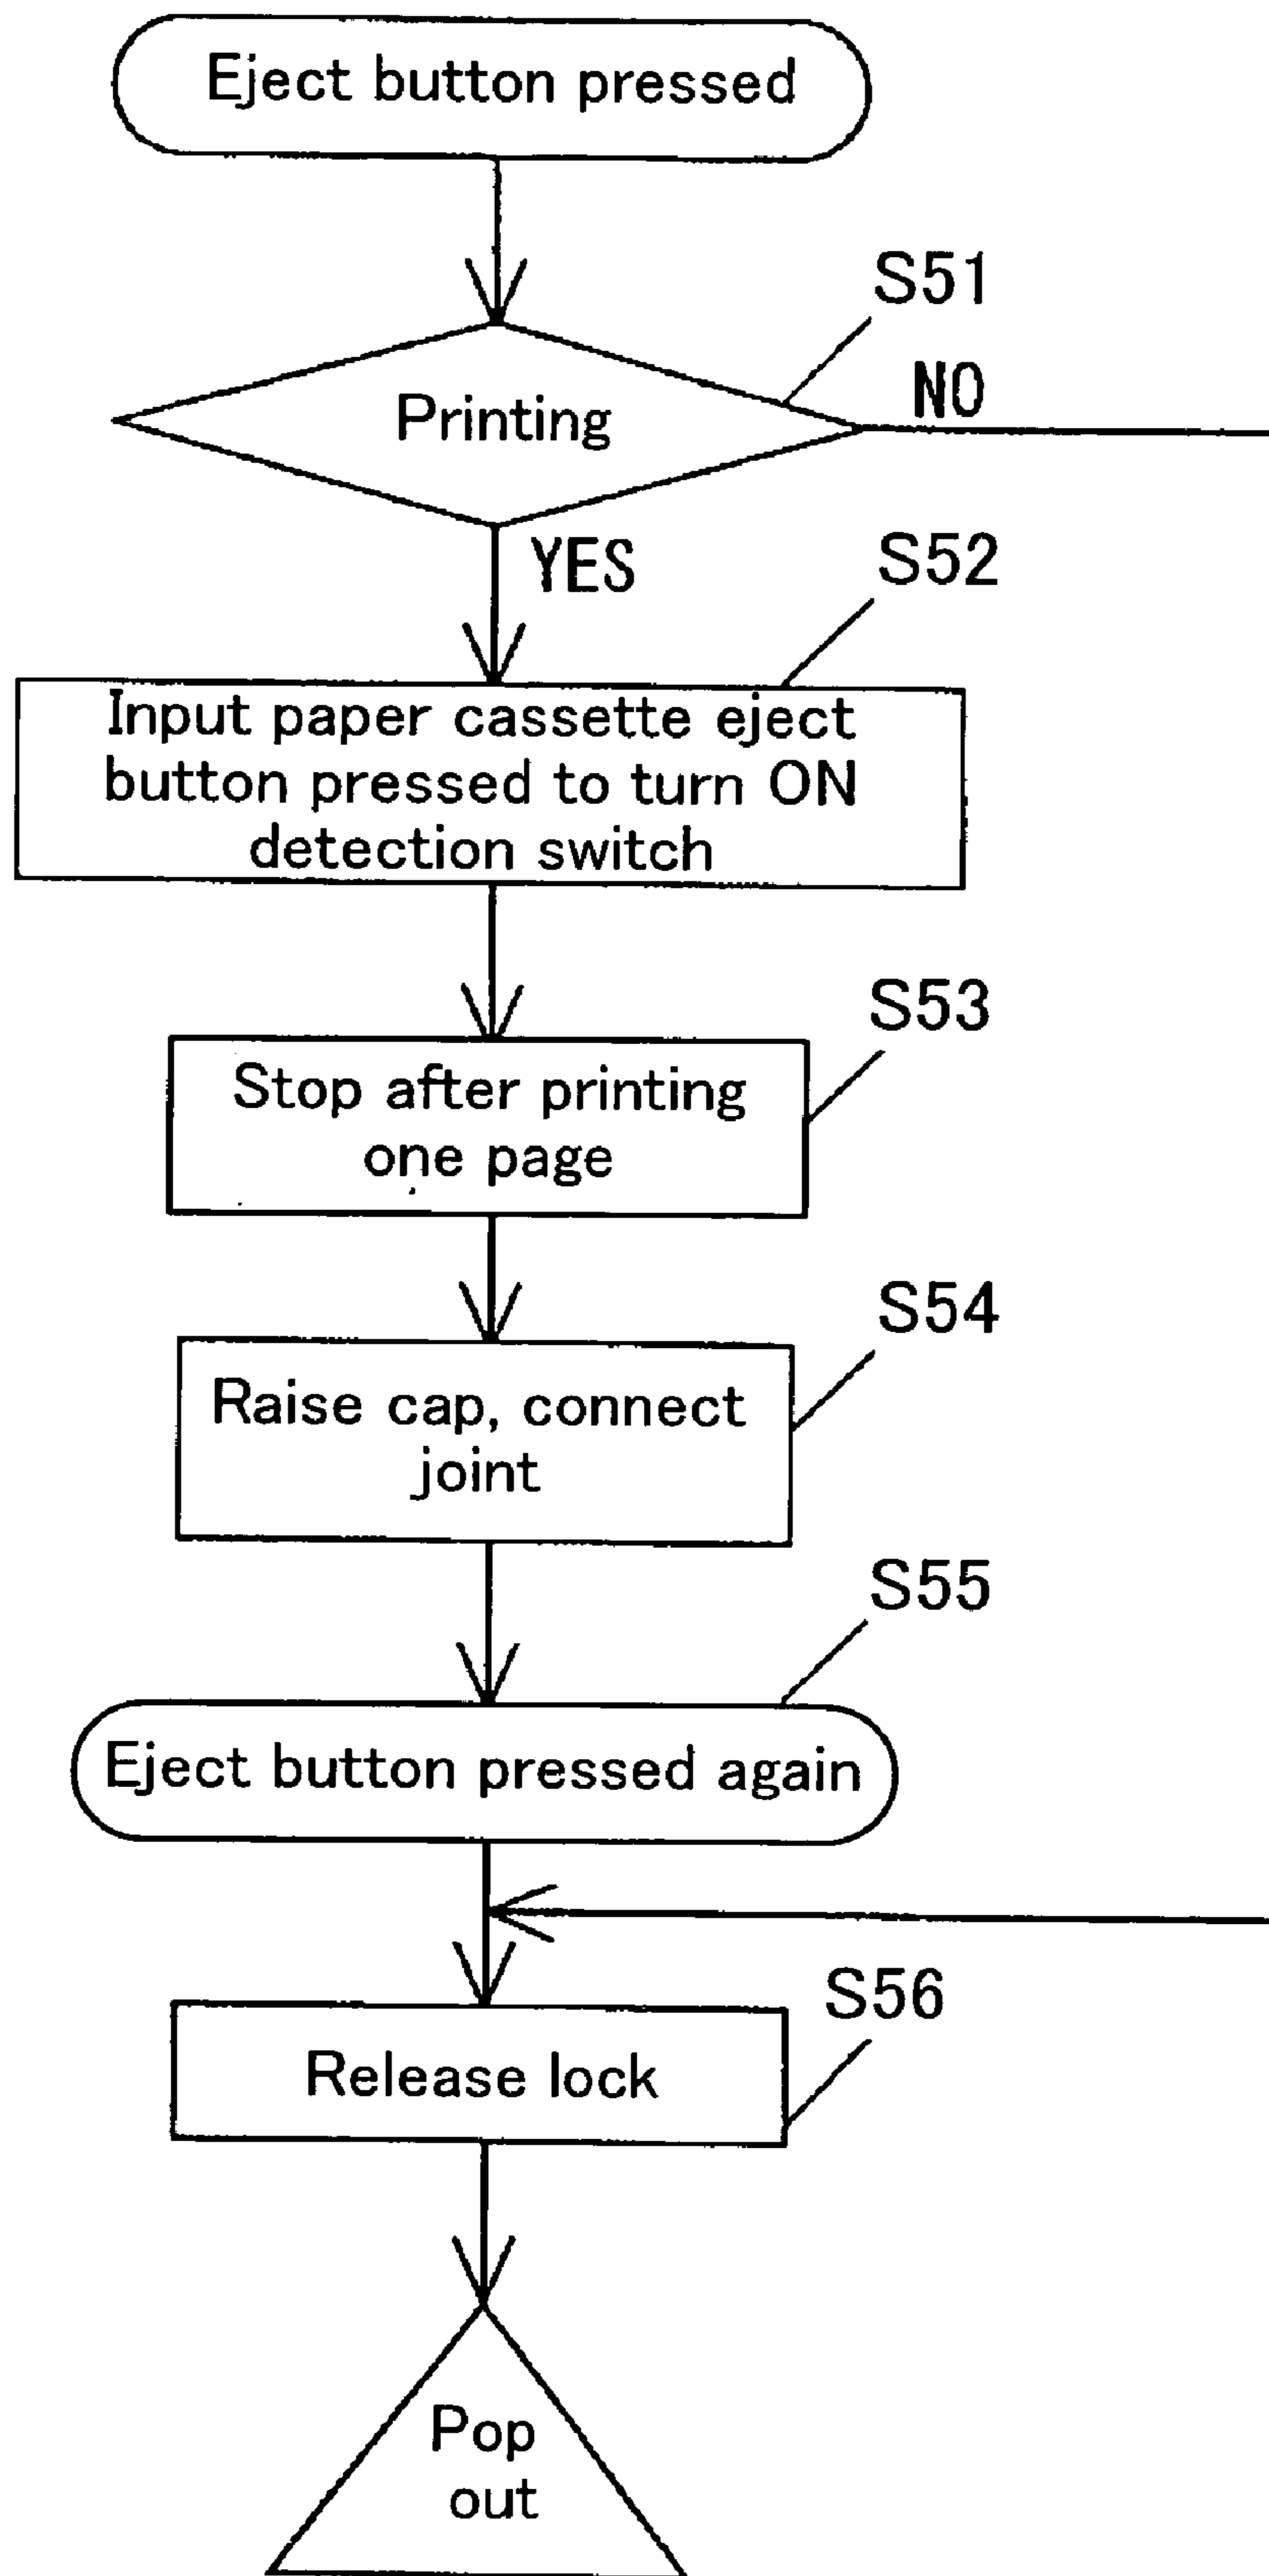 Eject button pressed
S51
Printing
NO
YES
S52
Input paper cassette eject
button pressed to turn ON
detection switch
S53
Stop after printing
one page
S54
Raise cap, connect
joint
S55
Eject button pressed again
S56
Release lock
Pop
out